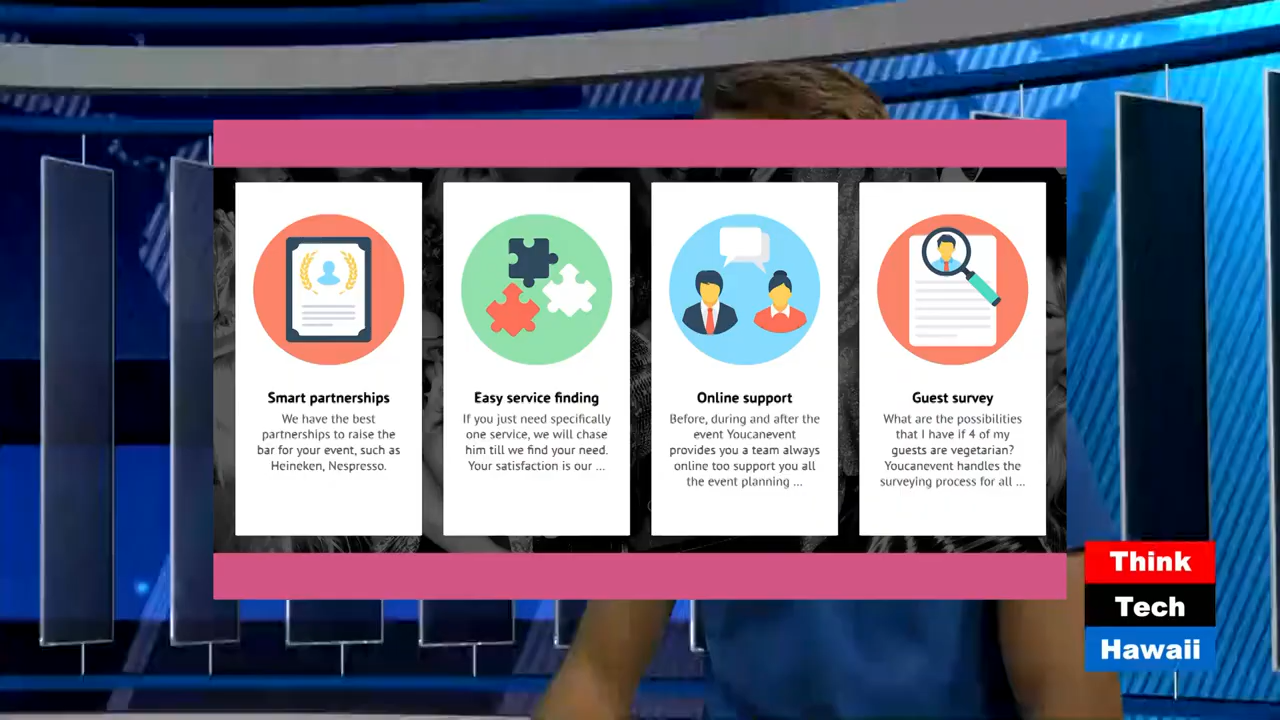 Smart partnerships
We have the best
partnerships to raise the
bar for your event, such as
Heineken, Nespresso.
Easy service finding
If you just need specifically
one service, we will chase
him till we find your need.
Your satisfaction is our ...
Online support
Before, during and after the
event Youcanevent
provides you a team always
online too support you all
the event planning ...
Guest survey
What are the possibilities
that I have if 4 of my
guests are vegetarian?
Youcanevent handles the
surveying process for all ...
Think
Tech
Hawaii